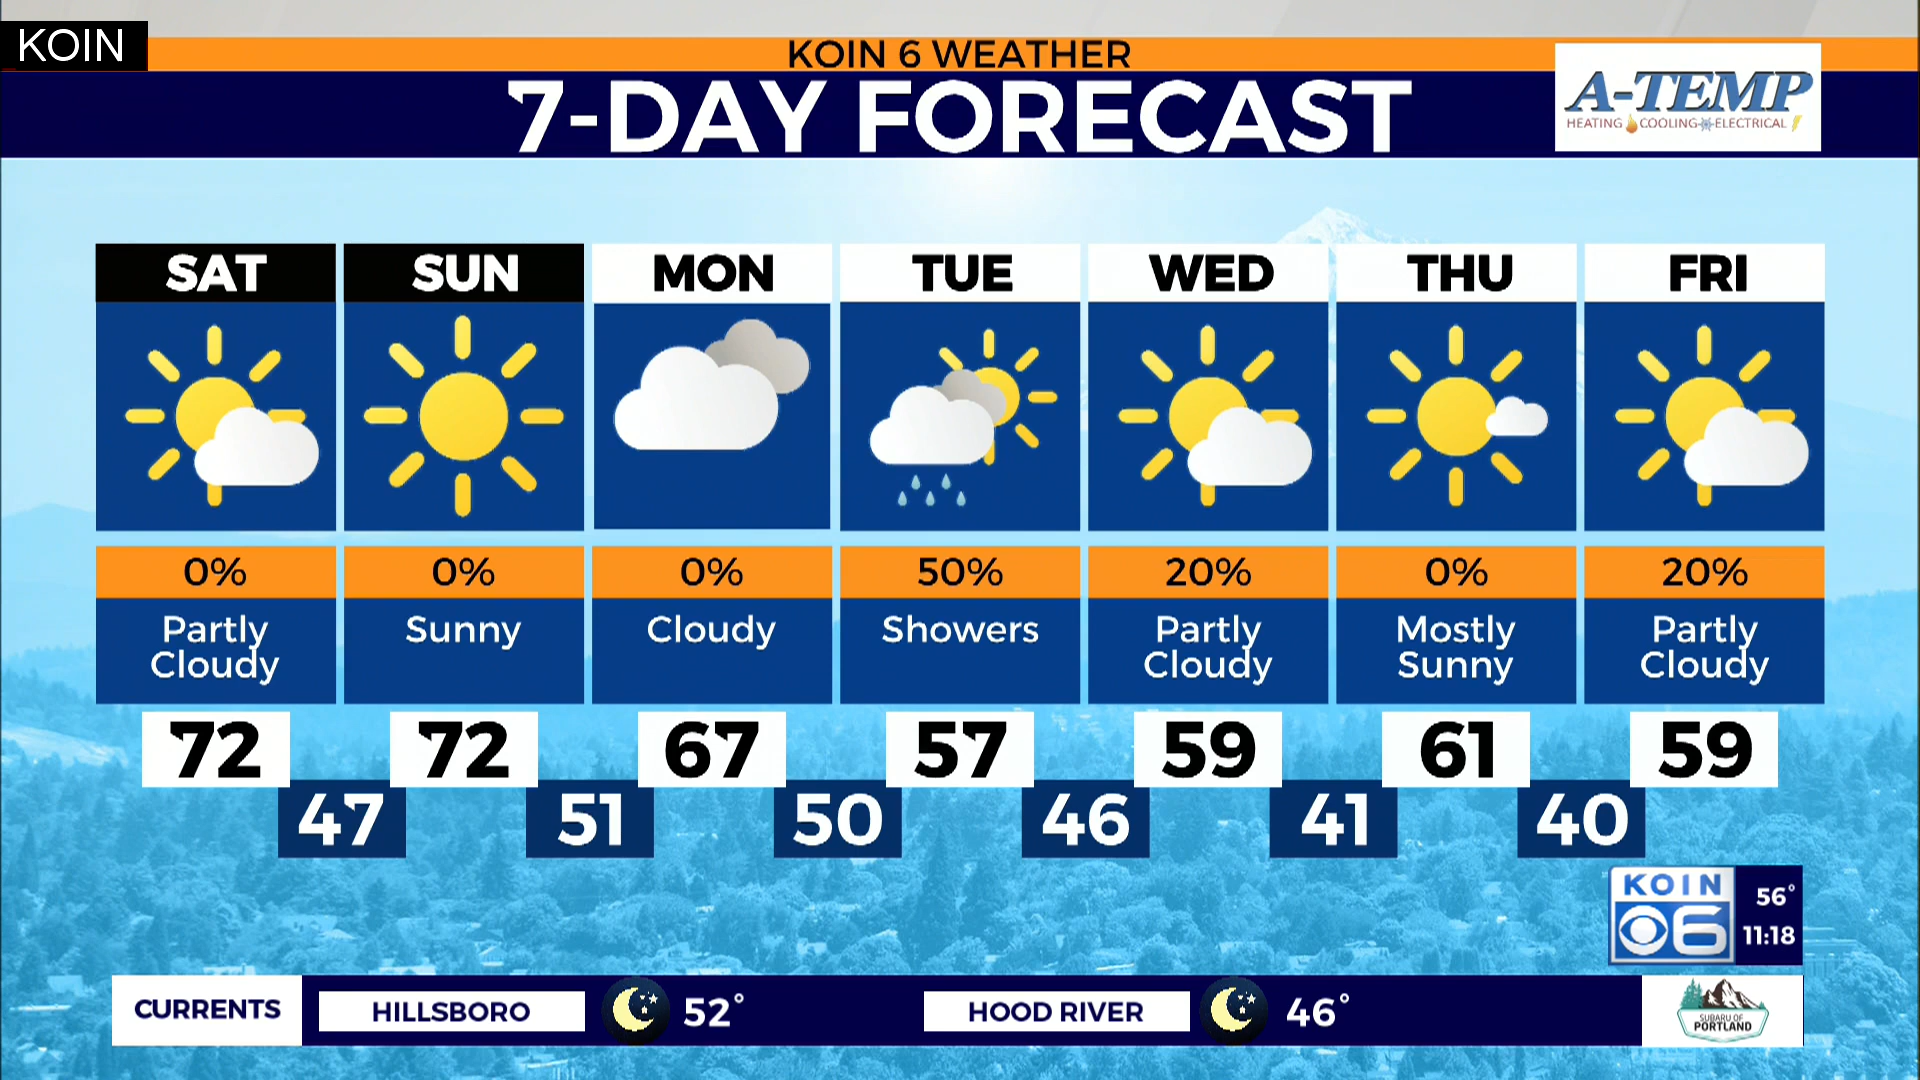 KOIN
KOIN 6 WEATHER
7-DAY FORECAST
A-TEMP
HEATING COOLING ELECTRICAL
SAT SUN MON TUE WED THU FRI
0% 0% 0% 50% 20% 0% 20%
Partly Cloudy Sunny Cloudy Showers Partly Cloudy Mostly Sunny Partly Cloudy
72 72 67 57 59 61 59
47 51 50 46 41 40
KOIN 6
56°
11:18
CURRENTS HILLSBORO 52° HOOD RIVER 46°
SUBARU OF
PORTLAND